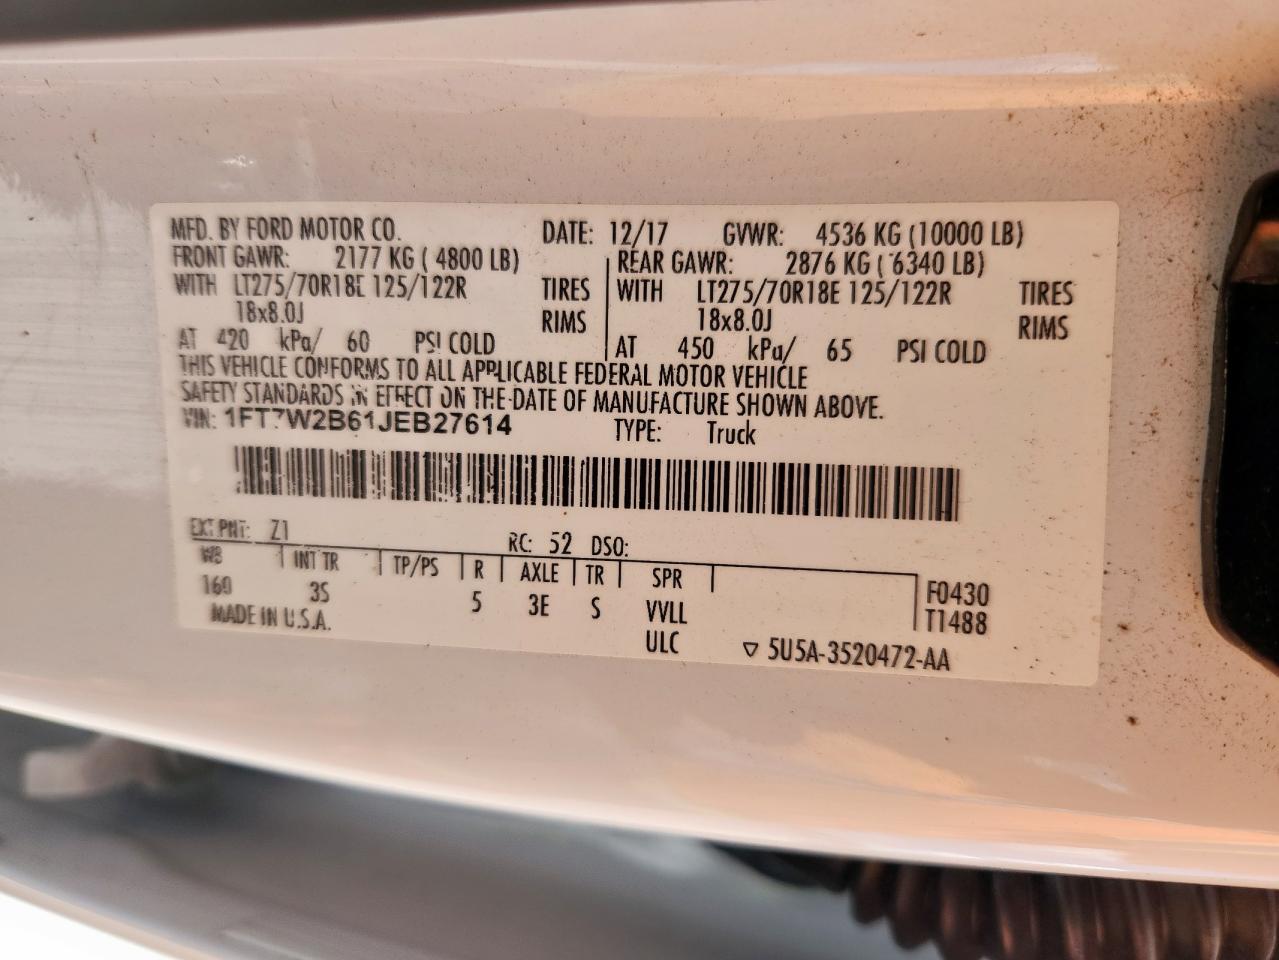 MFD. BY FORD MOTOR CO. DATE: 12/17 GVWR: 4536 KG (10000 LB)
FRONT GAWR: 2177 KG ( 4800 LB) REAR GAWR: 2876 KG ( 6340 LB)
WITH LT275/70R18E 125/122R TIRES WITH LT275/70R18E 125/122R TIRES
18x8.0J RIMS 18x8.0J RIMS
AT 420 kPa/ 60 PSI COLD AT 450 kPa/ 65 PSI COLD
THIS VEHICLE CONFORMS TO ALL APPLICABLE FEDERAL MOTOR VEHICLE
SAFETY STANDARDS IN EFFECT ON THE DATE OF MANUFACTURE SHOWN ABOVE.
VIN: 1FT7W2B61JEB27614 TYPE: Truck
EXT PNT: Z1 RC: 52 DSO:
WB INT TR TP/PS R AXLE TR SPR F0430
160 3S 5 3E S VVLL T1488
MADE IN U.S.A. ULC ▽ 5U5A-3520472-AA